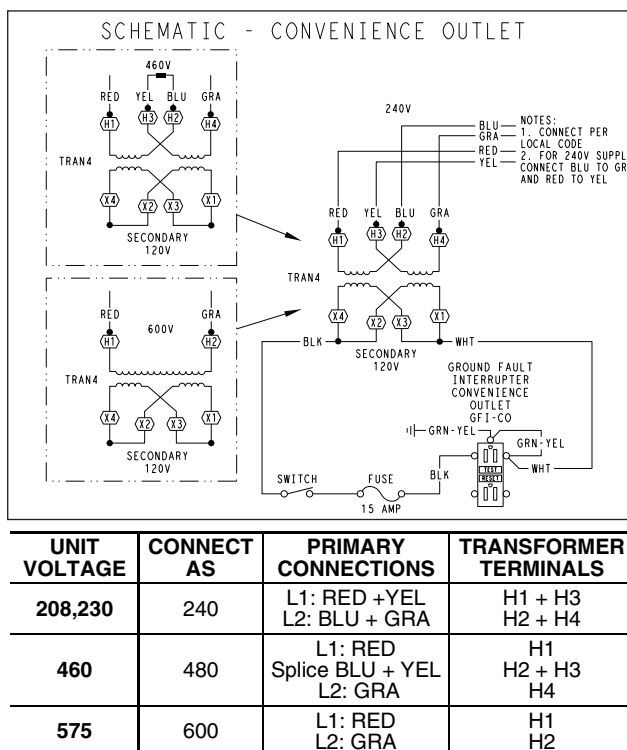 SCHEMATIC - CONVENIENCE OUTLET
460V
RED YEL BLU GRA
H1 H3 H2 H4
TRAN4
X4 X2 X3 X1
SECONDARY
120V
RED GRA
600V
H1 H2
TRAN4
X4 X2 X3 X1
SECONDARY
120V
240V
BLU
GRA
RED
YEL
NOTES:
1. CONNECT PER
LOCAL CODE
2. FOR 240V SUPPL
CONNECT BLU TO GR
AND RED TO YEL
RED YEL BLU GRA
H1 H3 H2 H4
TRAN4
X4 X2 X3 X1
BLK WHT
SECONDARY
120V
GROUND FAULT
INTERRUPTER
CONVENIENCE
OUTLET
GFI-CO
GRN-YEL
GRN-YEL
WHT
TEST
RESET
BLK
SWITCH FUSE
15 AMP
UNIT VOLTAGE CONNECT AS PRIMARY CONNECTIONS TRANSFORMER TERMINALS
208,230 240 L1: RED +YEL H1 + H3
L2: BLU + GRA H2 + H4
460 480 L1: RED H1
Splice BLU + YEL H2 + H3
L2: GRA H4
575 600 L1: RED H1
L2: GRA H2